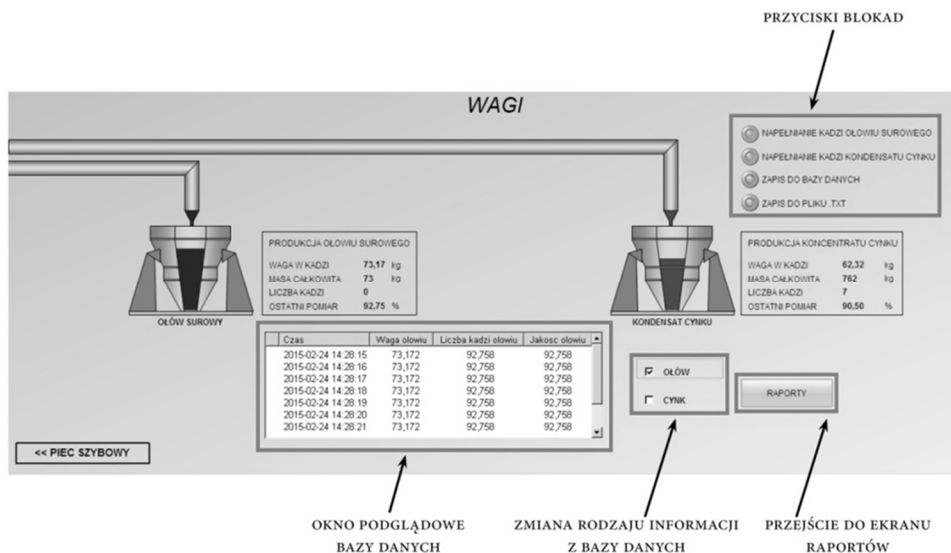 PRZYCISKI BLOKAD
WAGI
NAPEŁNIANIE KADZI OŁOWIU SUROWEGO
NAPEŁNIANIE KADZI KONDENSATU CYNKU
ZAPIS DO BAZY DANYCH
ZAPIS DO PLIKU .TXT
PRODUKCJA OŁOWIU SUROWEGO
WAGA W KADZI 73,17 kg
MASA CAŁKOWITA 73 kg
LICZBA KADZI 0
OSTATNI POMIAR 92,75 %
OŁÓW SUROWY
PRODUKCJA KONCENTRATU CYNKU
WAGA W KADZI 62,32 kg
MASA CAŁKOWITA 762 kg
LICZBA KADZI 7
OSTATNI POMIAR 90,50 %
KONDENSAT CYNKU
Czas Waga olowiu Liczba kadzi olowiu Jakosc olowiu
2015-02-24 14:28:15 73,172 92,758 92,758
2015-02-24 14:28:16 73,172 92,758 92,758
2015-02-24 14:28:17 73,172 92,758 92,758
2015-02-24 14:28:18 73,172 92,758 92,758
2015-02-24 14:28:19 73,172 92,758 92,758
2015-02-24 14:28:20 73,172 92,758 92,758
2015-02-24 14:28:21 73,172 92,758 92,758
OŁÓW
CYNK
RAPORTY
<< PIEC SZYBOWY
OKNO PODGLĄDOWE
BAZY DANYCH
ZMIANA RODZAJU INFORMACJI
Z BAZY DANYCH
PRZEJŚCIE DO EKRANU
RAPORTÓW